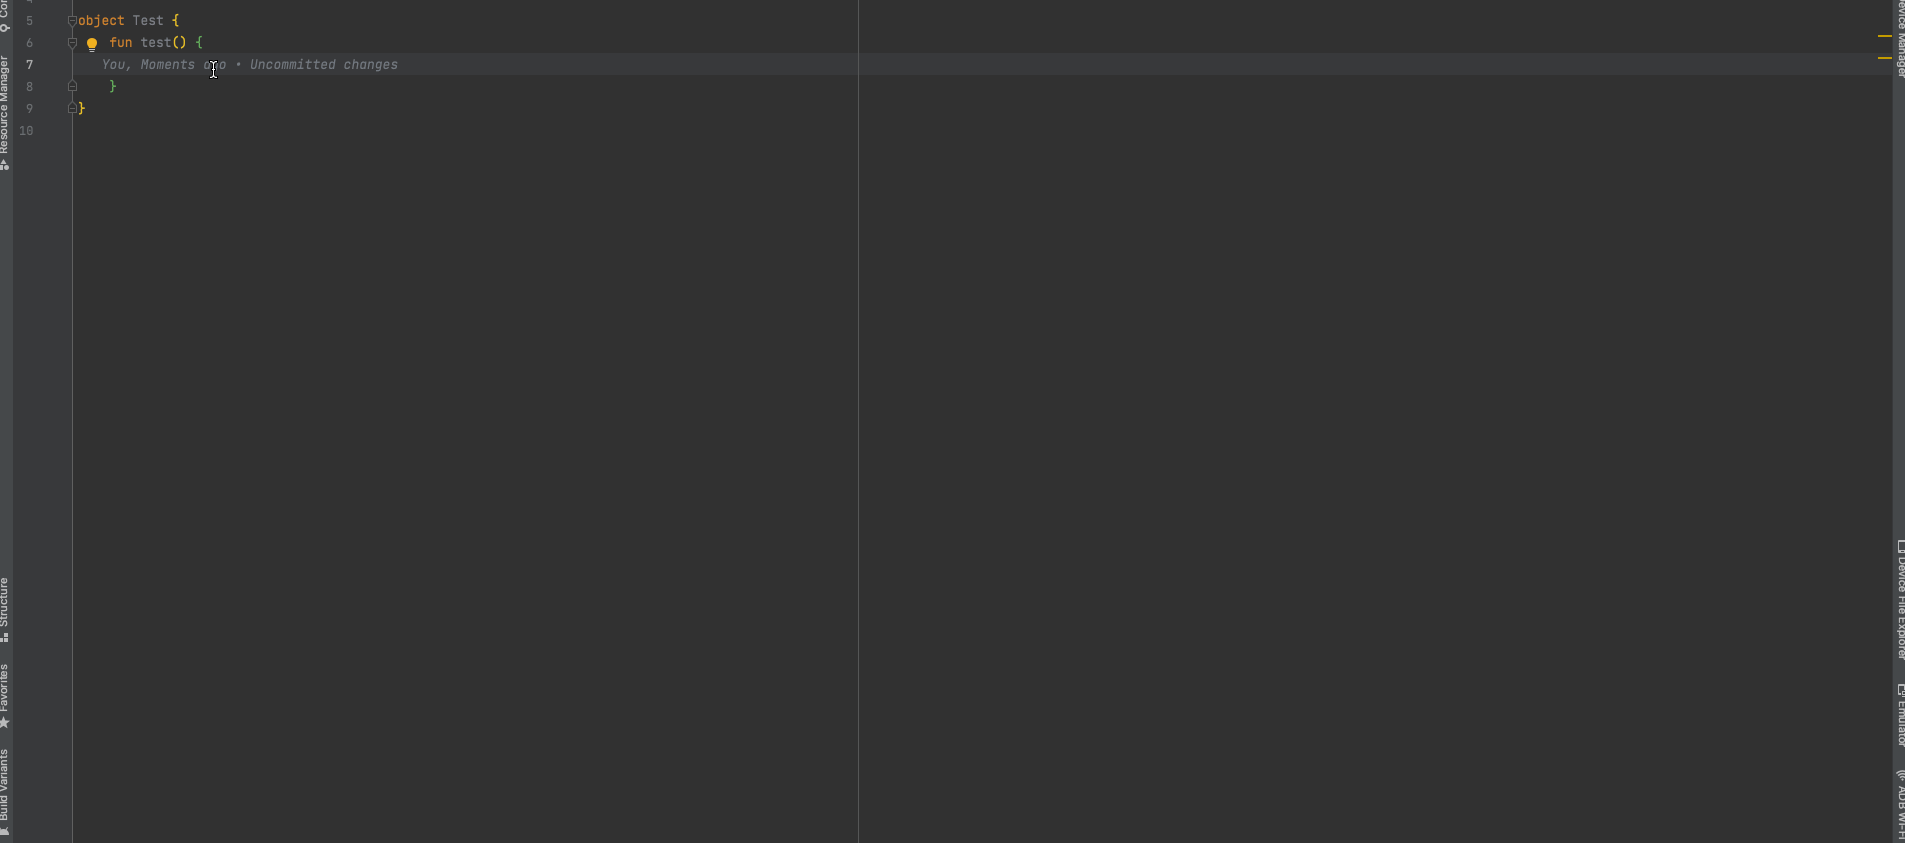 5 object Test {
6 fun test() {
7 You, Moments ago • Uncommitted changes
8 }
9 }
10
Resource Manager
Structure
Favorites
Build Variants
Device Manager
Device File Explorer
Emulator
ADB Wi-Fi